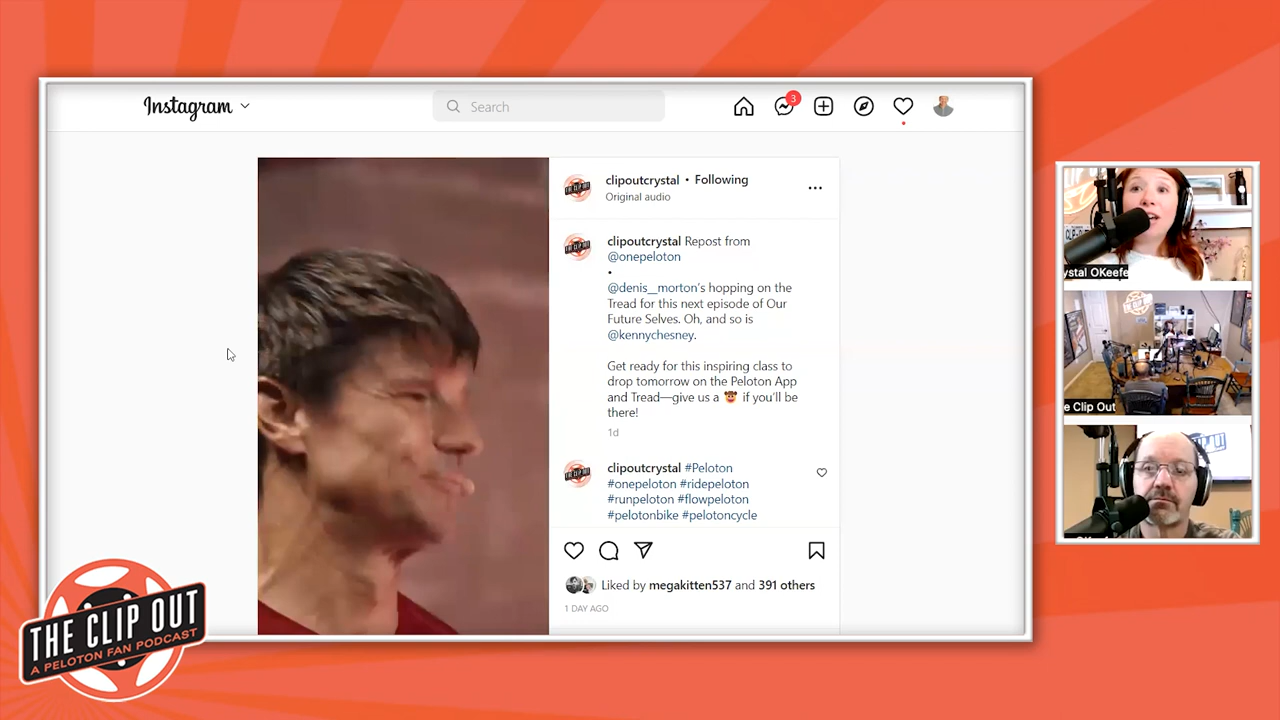 Instagram
Search
3
clipoutcrystal • Following
Original audio
clipoutcrystal Repost from
@onepeloton
•
@denis__morton's hopping on the
Tread for this next episode of Our
Future Selves. Oh, and so is
@kennychesney.
Get ready for this inspiring class to
drop tomorrow on the Peloton App
and Tread—give us a 🤠 if you'll be
there!
1d
clipoutcrystal #Peloton
#onepeloton #ridepeloton
#runpeloton #flowpeloton
#pelotonbike #pelotoncycle
Liked by megakitten537 and 391 others
1 DAY AGO
ystal OKeefe
e Clip Out
THE CLIP OUT
A PELOTON FAN PODCAST